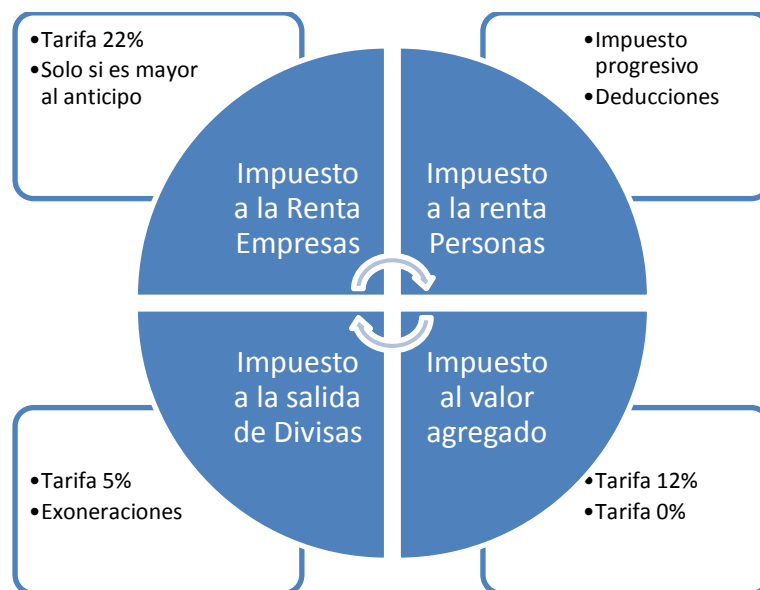 •Tarifa 22%
•Solo si es mayor
al anticipo
•Impuesto
progresivo
•Deducciones
Impuesto
a la Renta
Empresas
Impuesto
a la renta
Personas
Impuesto
a la salida
de Divisas
Impuesto
al valor
agregado
•Tarifa 5%
•Exoneraciones
•Tarifa 12%
•Tarifa 0%